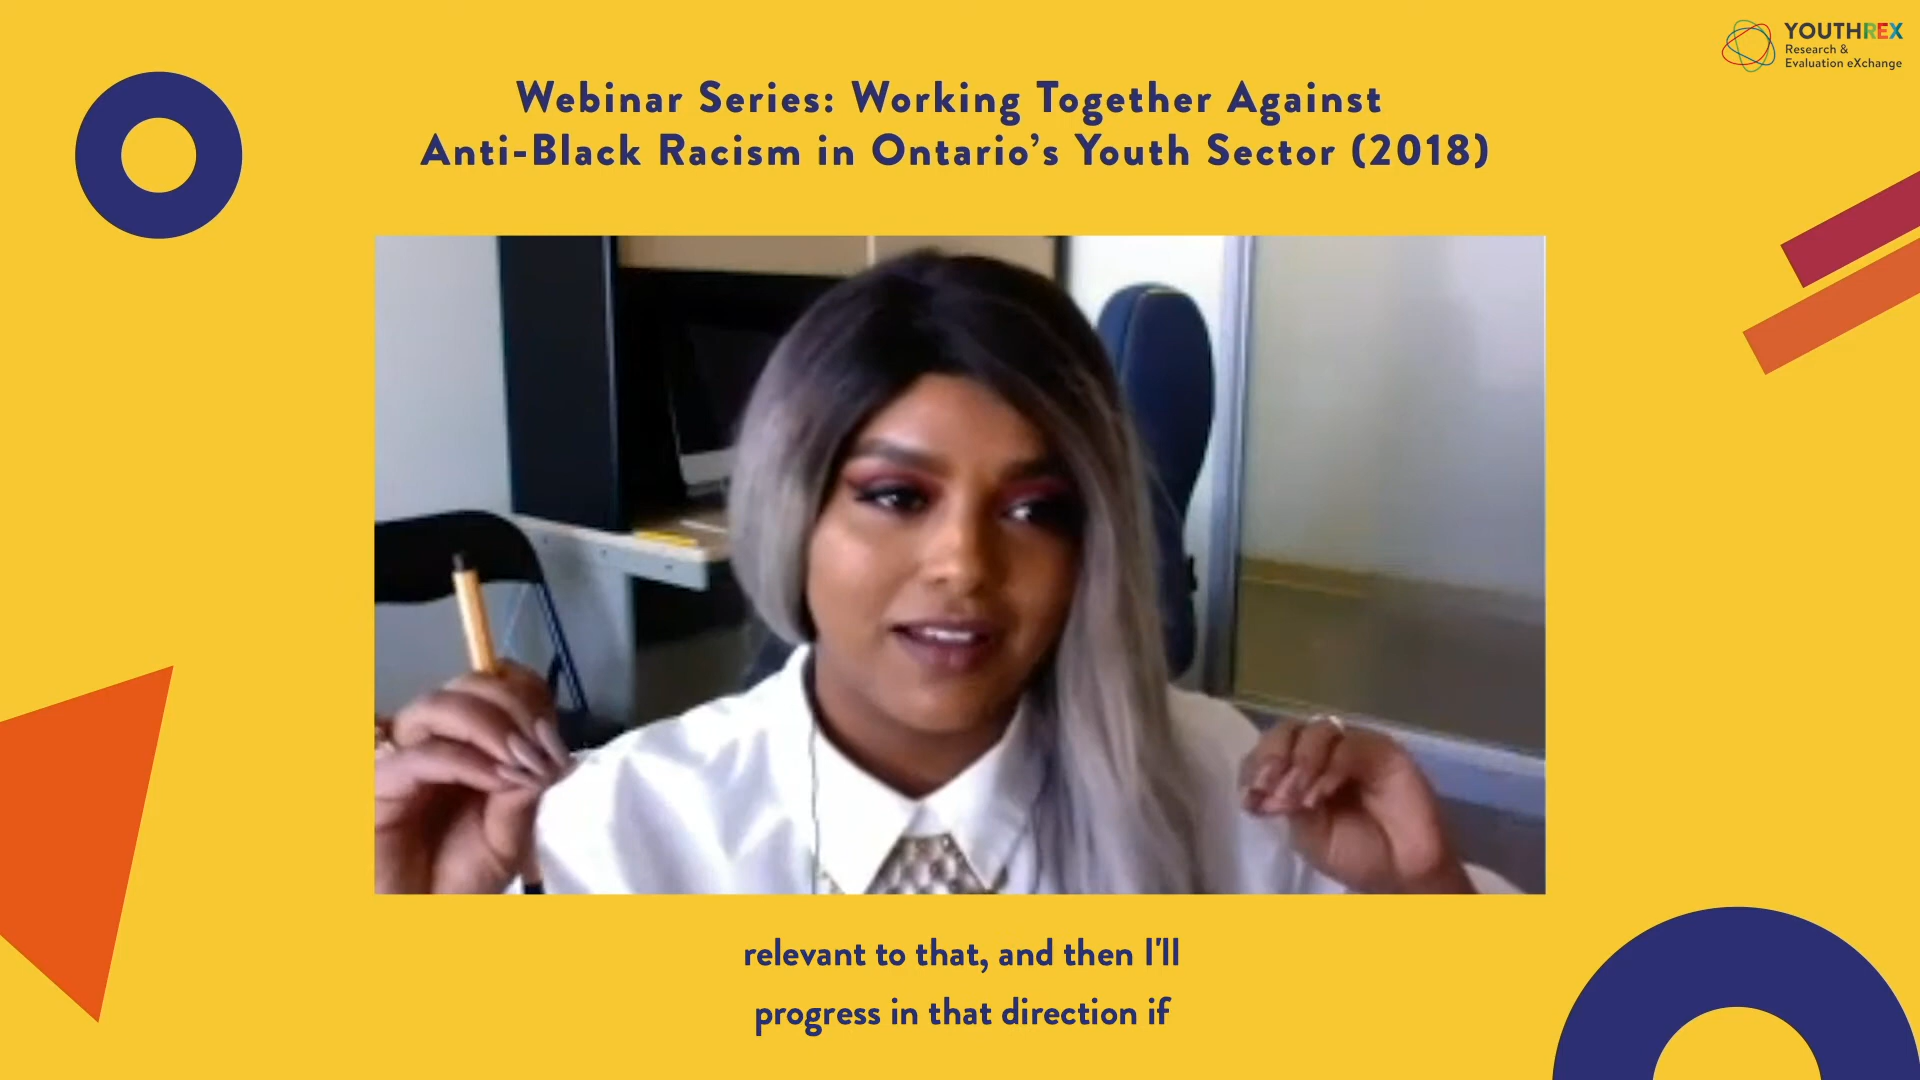 YOUTHREX
Research &
Evaluation eXchange
Webinar Series: Working Together Against
Anti-Black Racism in Ontario’s Youth Sector (2018)
relevant to that, and then I'll
progress in that direction if